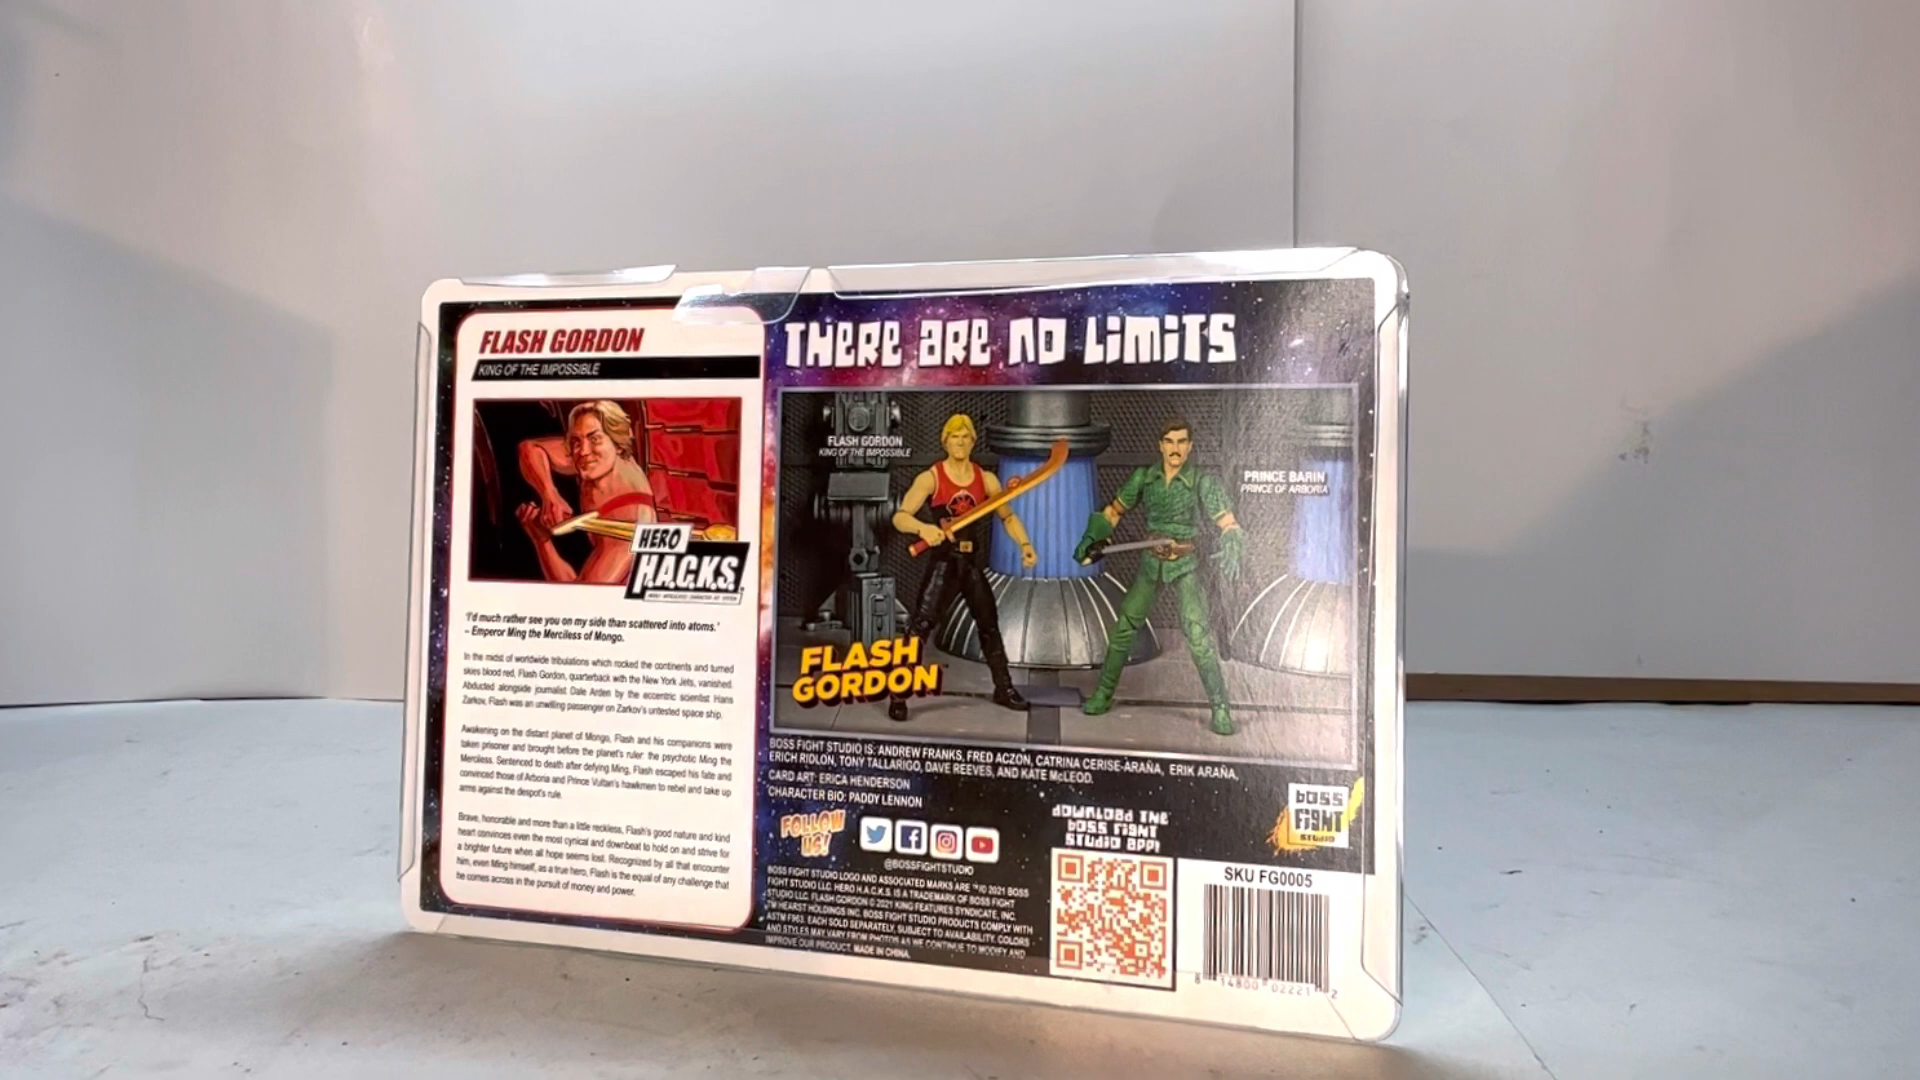 FLASH GORDON
KING OF THE IMPOSSIBLE
HERO
H.A.C.K.S.
'I'd much rather see you on my side than scattered into atoms.'
– Emperor Ming the Merciless of Mongo.
In the midst of worldwide tribulations which rocked the continents and turned
skies blood red, Flash Gordon, quarterback with the New York Jets, vanished.
Abducted alongside journalist Dale Arden by the eccentric scientist Hans
Zarkov, Flash was an unwilling passenger on Zarkov's untested space ship.
Awakening on the distant planet of Mongo, Flash and his companions were
taken prisoner and brought before the planet's ruler: the psychotic Ming the
Merciless. Sentenced to death after defying Ming, Flash escaped his fate and
convinced those of Arboria and Prince Vultan's hawkmen to rebel and take up
arms against the despot's rule.
Brave, honorable and more than a little reckless, Flash's good nature and kind
heart convinces even the most cynical and downbeat to hold on and strive for
a brighter future when all hope seems lost. Recognized by all that encounter
him, even Ming himself, as a true hero, Flash is the equal of any challenge that
he comes across in the pursuit of money and power.
THERE ARE NO LIMITS
FLASH GORDON
KING OF THE IMPOSSIBLE
PRINCE BARIN
PRINCE OF ARBORIA
FLASH
GORDON™
BOSS FIGHT STUDIO IS: ANDREW FRANKS, FRED ACZON, CATRINA CERISE-ARAÑA, ERIK ARAÑA,
ERICH RIDLON, TONY TALLARIGO, DAVE REEVES, AND KATE McLEOD.
CARD ART: ERICA HENDERSON
CHARACTER BIO: PADDY LENNON
FOLLOW
US!
@BOSSFIGHTSTUDIO
BOSS FIGHT STUDIO LOGO AND ASSOCIATED MARKS ARE ™/© 2021 BOSS
FIGHT STUDIO LLC. HERO H.A.C.K.S. IS A TRADEMARK OF BOSS FIGHT
STUDIO LLC. FLASH GORDON © 2021 KING FEATURES SYNDICATE, INC.
™ HEARST HOLDINGS INC. BOSS FIGHT STUDIO PRODUCTS COMPLY WITH
ASTM F963. EACH SOLD SEPARATELY, SUBJECT TO AVAILABILITY. COLORS
AND STYLES MAY VARY FROM PHOTOS AS WE CONTINUE TO MODIFY AND
IMPROVE OUR PRODUCT. MADE IN CHINA.
DOWNLOAD THE
BOSS FIGHT
STUDIO APP!
BOSS
FIGHT
STUDIO
SKU FG0005
8 14800 02221 2